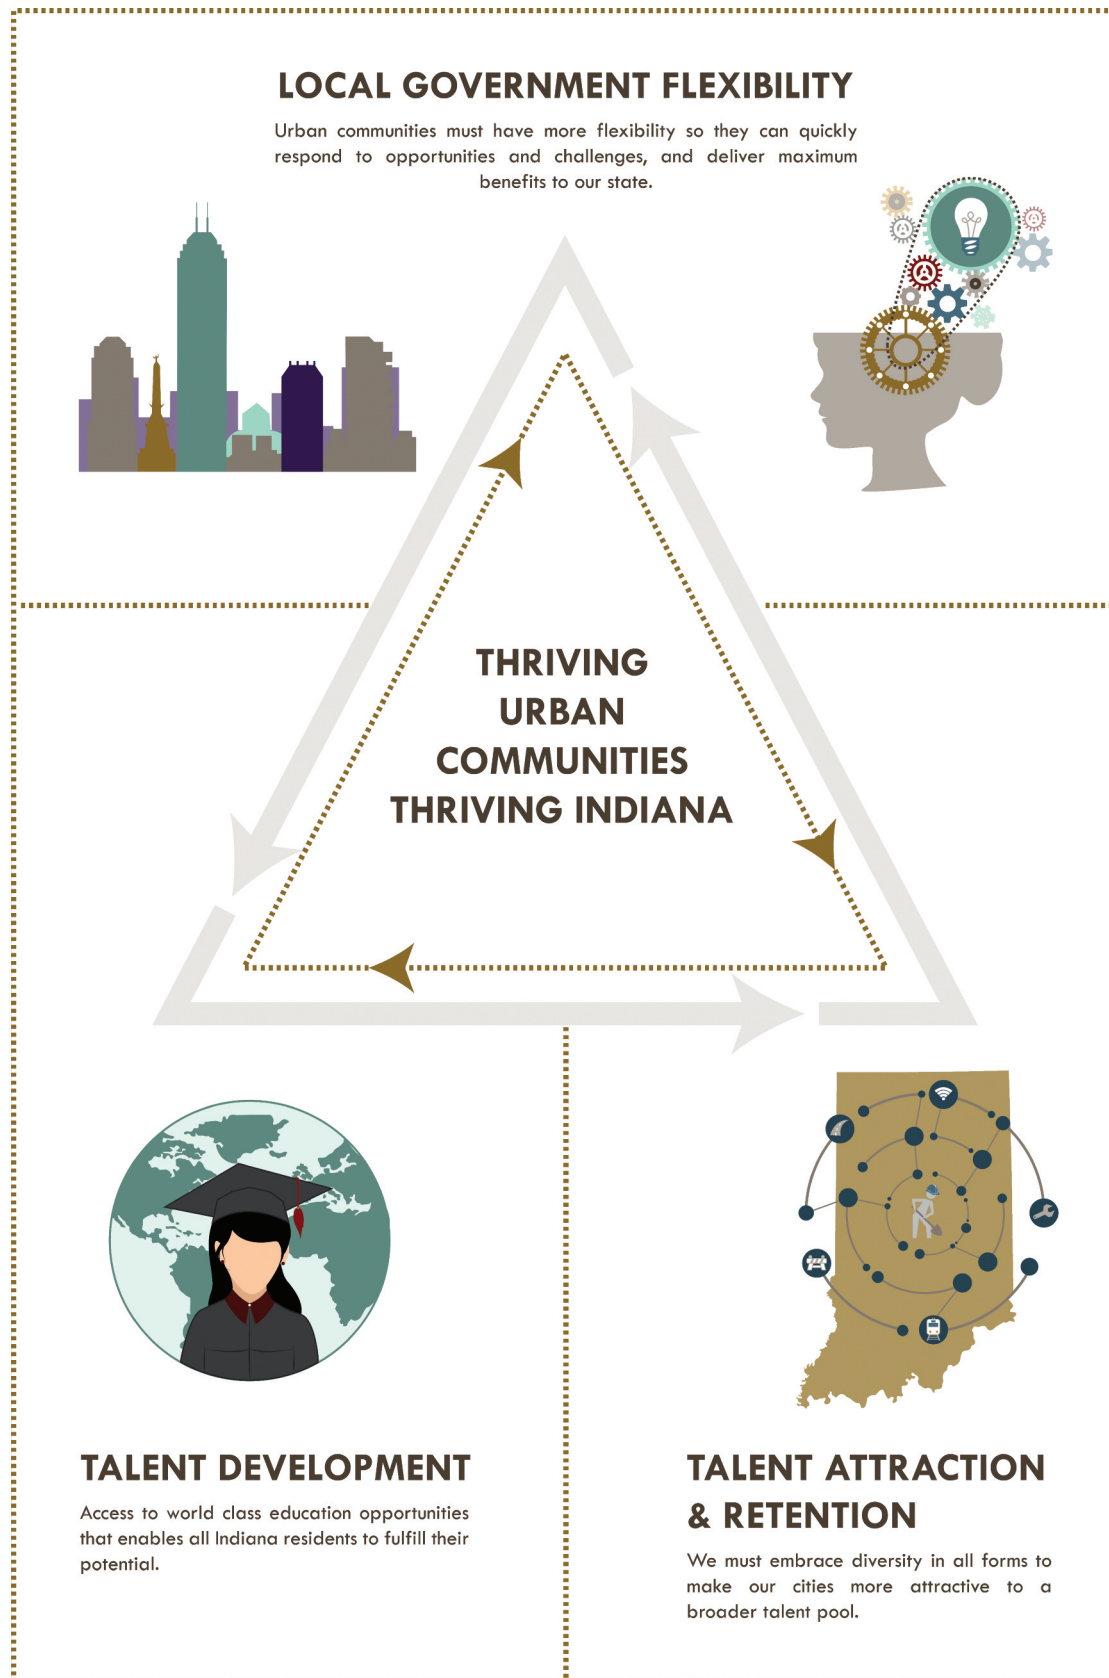 LOCAL GOVERNMENT FLEXIBILITY
Urban communities must have more flexibility so they can quickly
respond to opportunities and challenges, and deliver maximum
benefits to our state.
THRIVING
URBAN
COMMUNITIES
THRIVING INDIANA
TALENT DEVELOPMENT
Access to world class education opportunities
that enables all Indiana residents to fulfill their
potential.
TALENT ATTRACTION
& RETENTION
We must embrace diversity in all forms to
make our cities more attractive to a
broader talent pool.